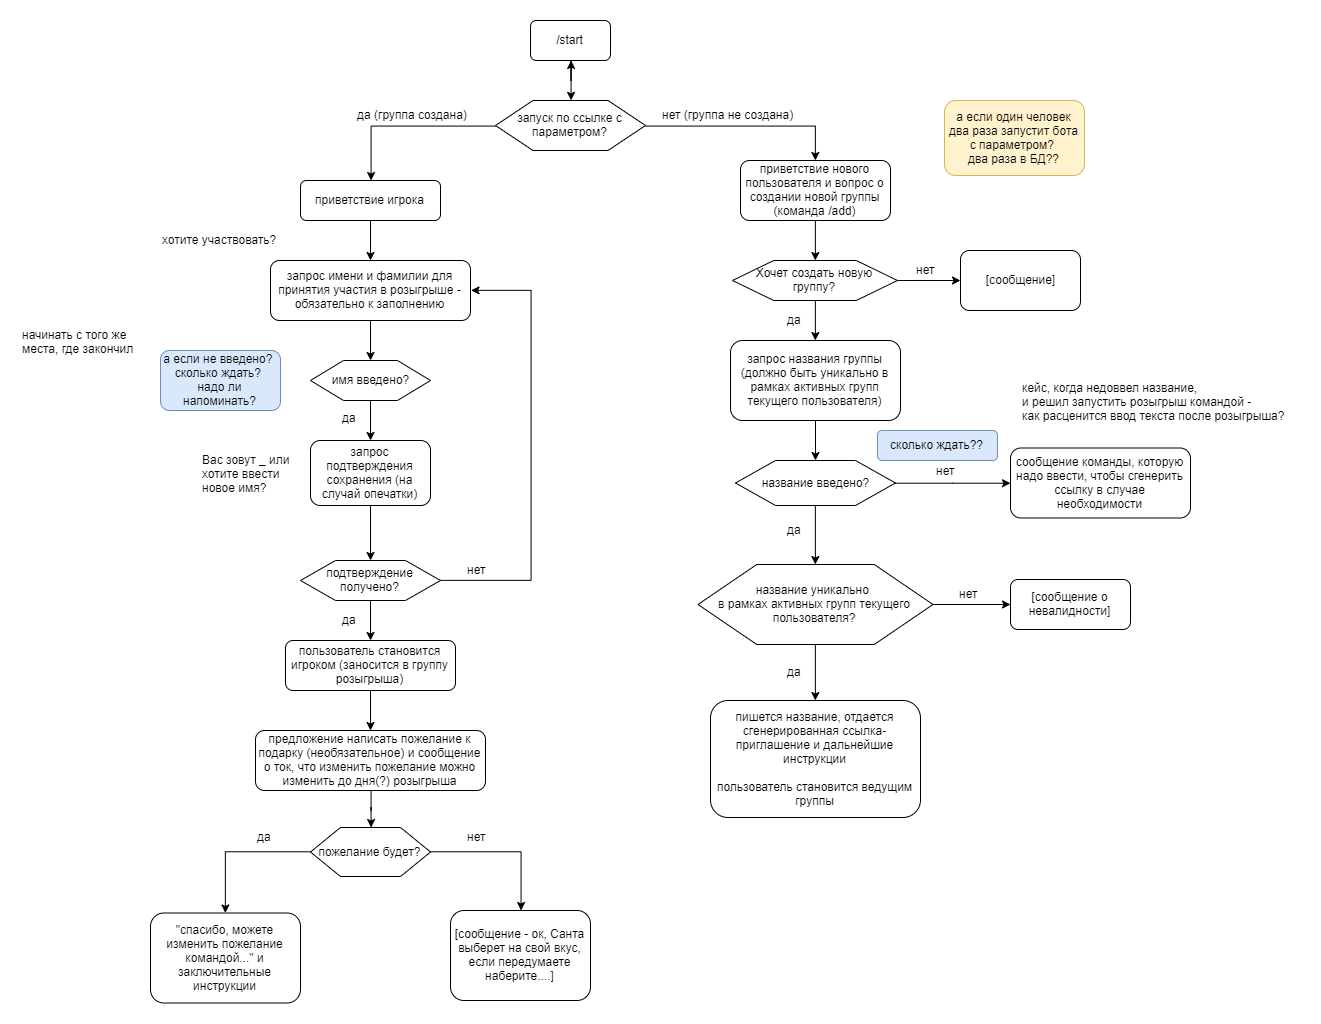 /start
запуск по ссылке с
параметром?
да (группа создана)
нет (группа не создана)
а если один человек
два раза запустит бота
с параметром?
два раза в БД??
приветствие игрока
хотите участвовать?
запрос имени и фамилии для
принятия участия в розыгрыше -
обязательно к заполнению
начинать с того же
места, где закончил
а если не введено?
сколько ждать?
надо ли
напоминать?
имя введено?
да
Вас зовут _ или
хотите ввести
новое имя?
запрос
подтверждения
сохранения (на
случай опечатки)
подтверждение
получено?
нет
да
пользователь становится
игроком (заносится в группу
розыгрыша)
предложение написать пожелание к
подарку (необязательное) и сообщение
о ток, что изменить пожелание можно
изменить до дня(?) розыгрыша
пожелание будет?
да
нет
"спасибо, можете
изменить пожелание
командой..." и
заключительные
инструкции
[сообщение - ок, Санта
выберет на свой вкус,
если передумаете
наберите....]
приветствие нового
пользователя и вопрос о
создании новой группы
(команда /add)
Хочет создать новую
группу?
нет
[сообщение]
да
запрос названия группы
(должно быть уникально в
рамках активных групп
текущего пользователя)
кейс, когда недоввел название,
и решил запустить розыгрыш командой -
как расценится ввод текста после розыгрыша?
сколько ждать??
название введено?
нет
сообщение команды, которую
надо ввести, чтобы сгенерить
ссылку в случае
необходимости
да
название уникально
в рамках активных групп текущего
пользователя?
нет
[сообщение о
невалидности]
да
пишется название, отдается
сгенерированная ссылка-
приглашение и дальнейшие
инструкции
пользователь становится ведущим
группы